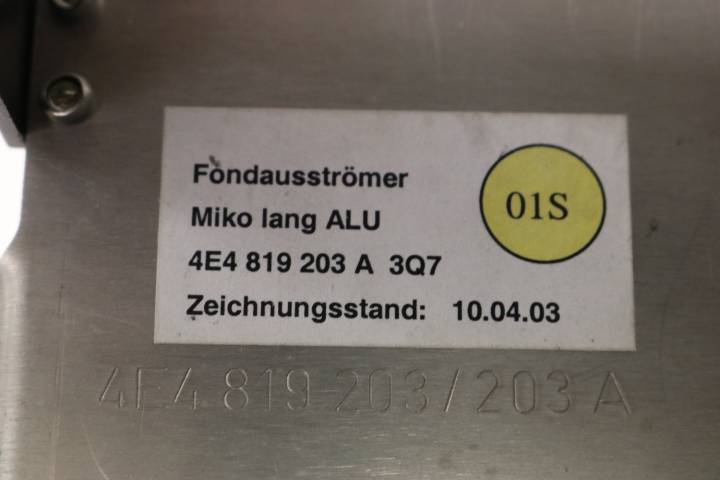 Fondausströmer
01S
Miko lang ALU
4E4 819 203 A 3Q7
Zeichnungsstand: 10.04.03
4E4 819 203/203 A